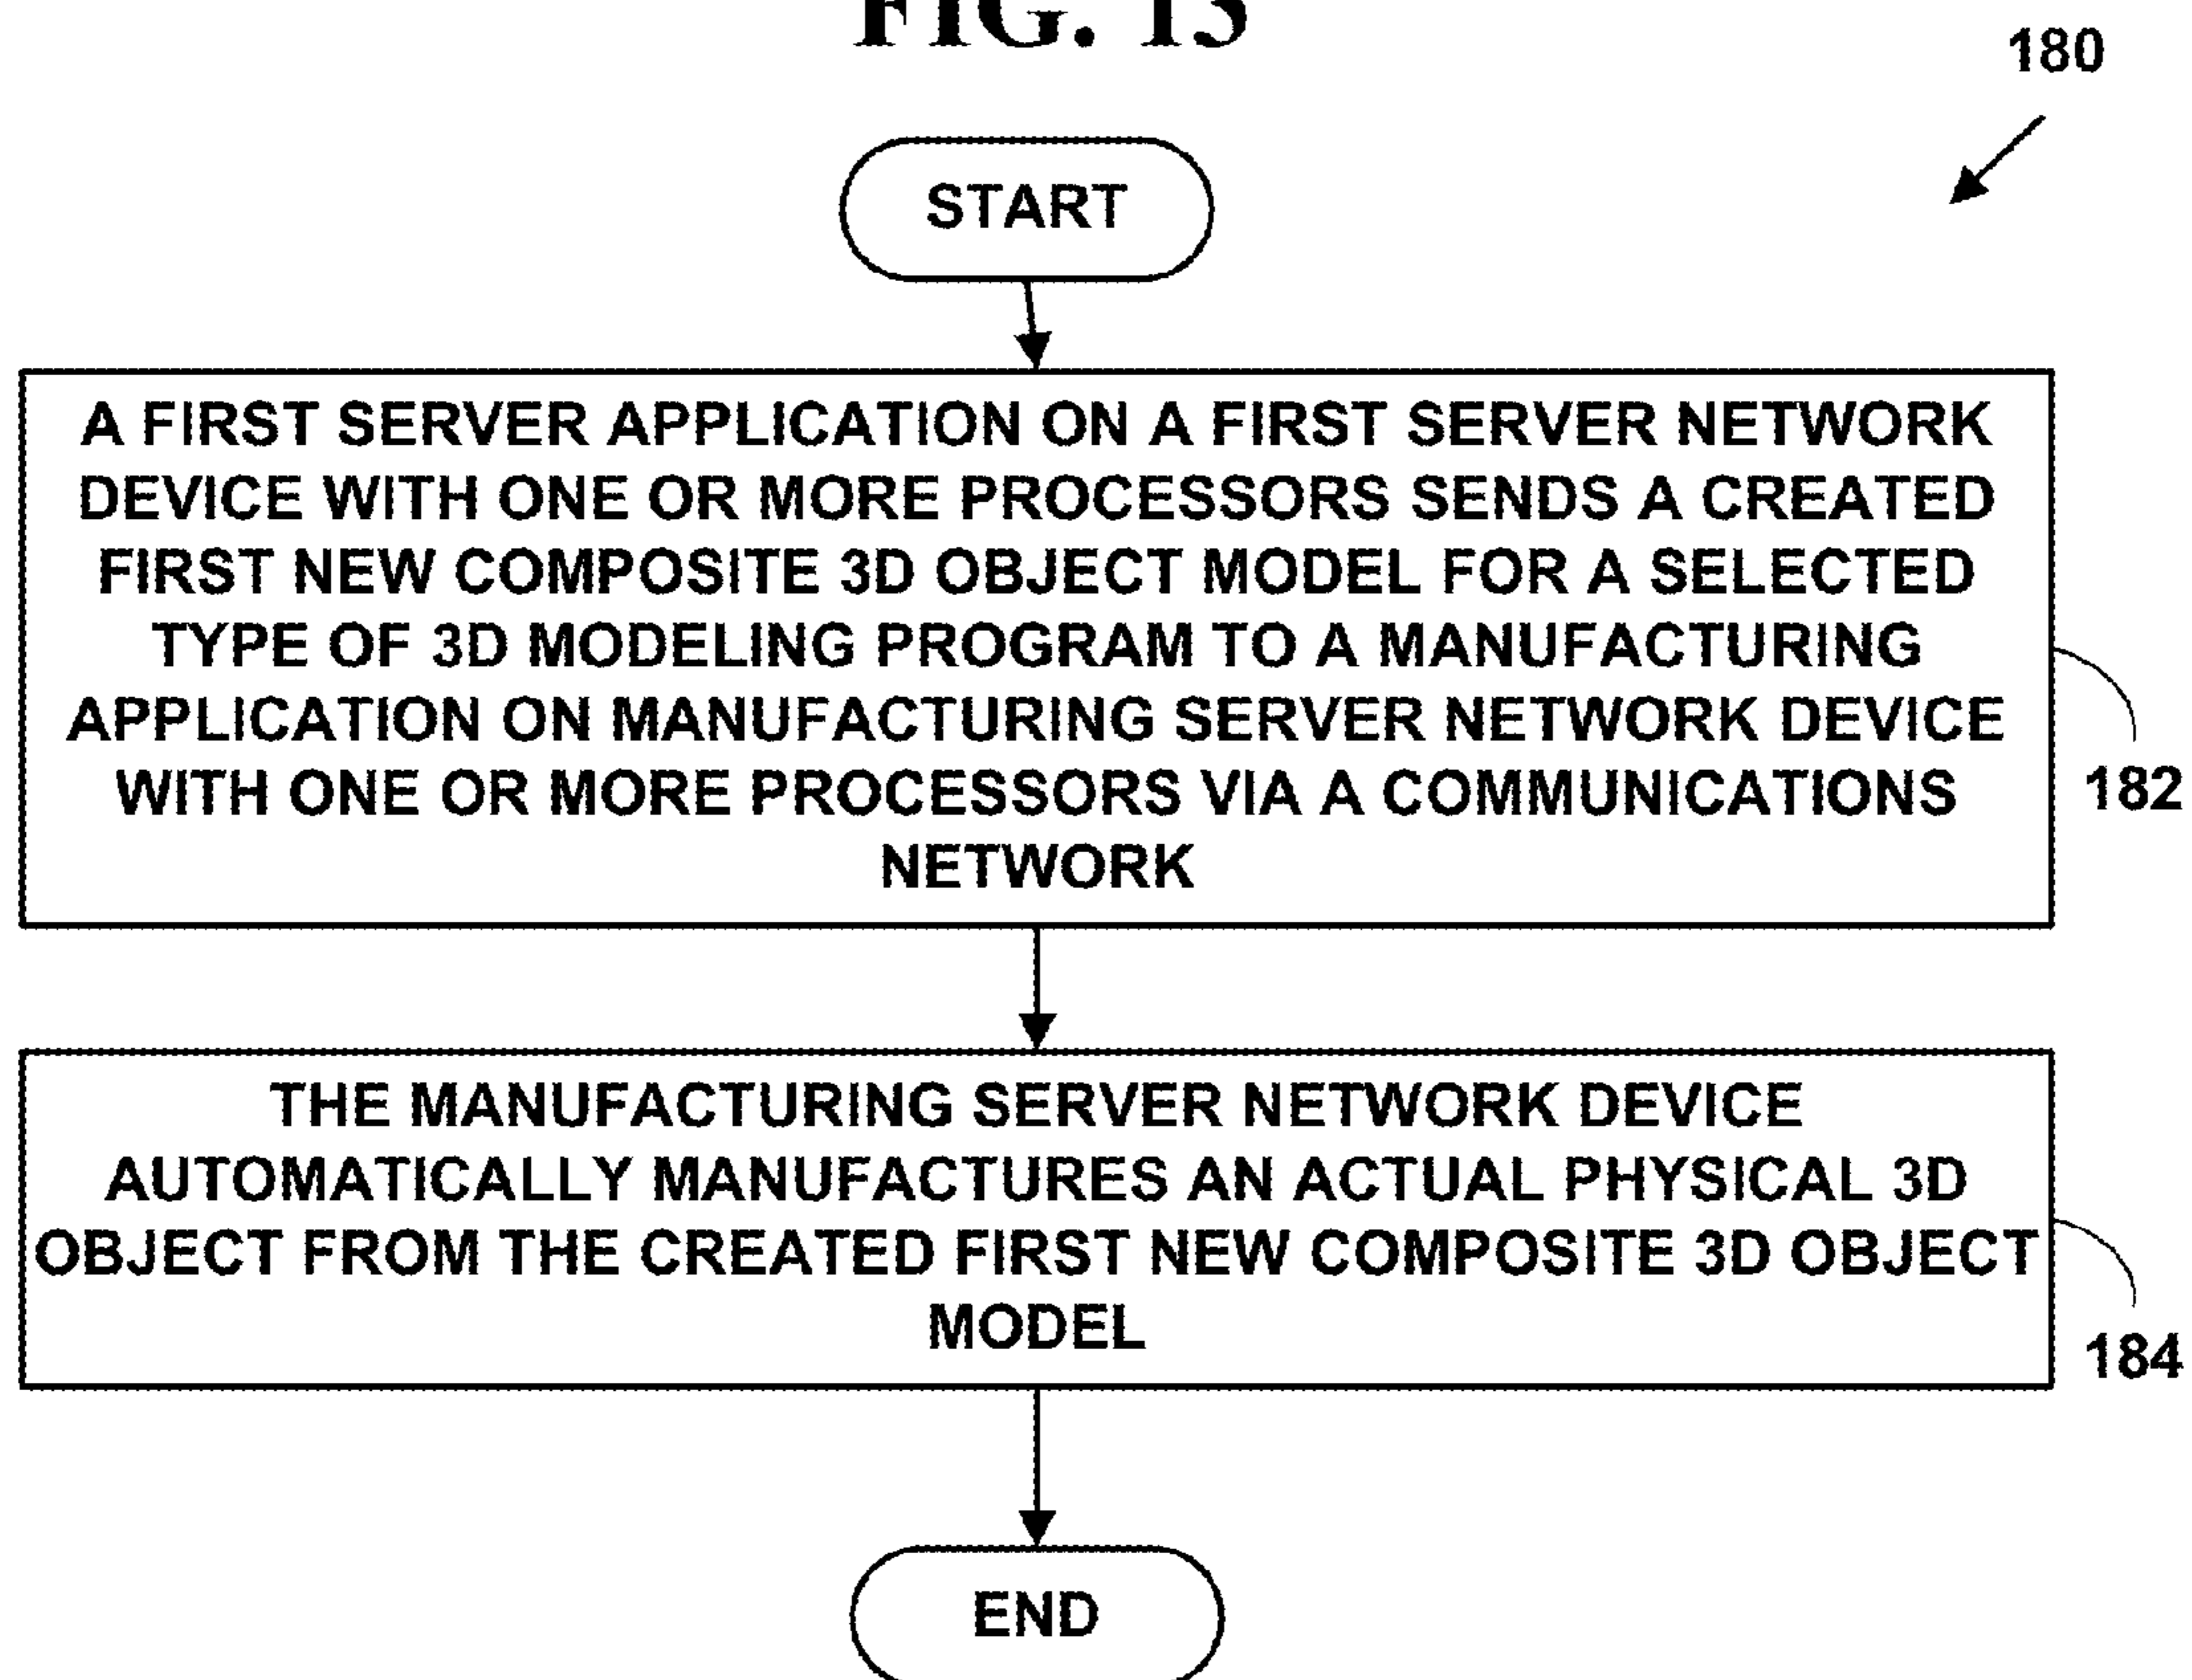 FIG. 13
180
START
A FIRST SERVER APPLICATION ON A FIRST SERVER NETWORK
DEVICE WITH ONE OR MORE PROCESSORS SENDS A CREATED
FIRST NEW COMPOSITE 3D OBJECT MODEL FOR A SELECTED
TYPE OF 3D MODELING PROGRAM TO A MANUFACTURING
APPLICATION ON MANUFACTURING SERVER NETWORK DEVICE
WITH ONE OR MORE PROCESSORS VIA A COMMUNICATIONS
NETWORK
182
THE MANUFACTURING SERVER NETWORK DEVICE
AUTOMATICALLY MANUFACTURES AN ACTUAL PHYSICAL 3D
OBJECT FROM THE CREATED FIRST NEW COMPOSITE 3D OBJECT
MODEL
184
END